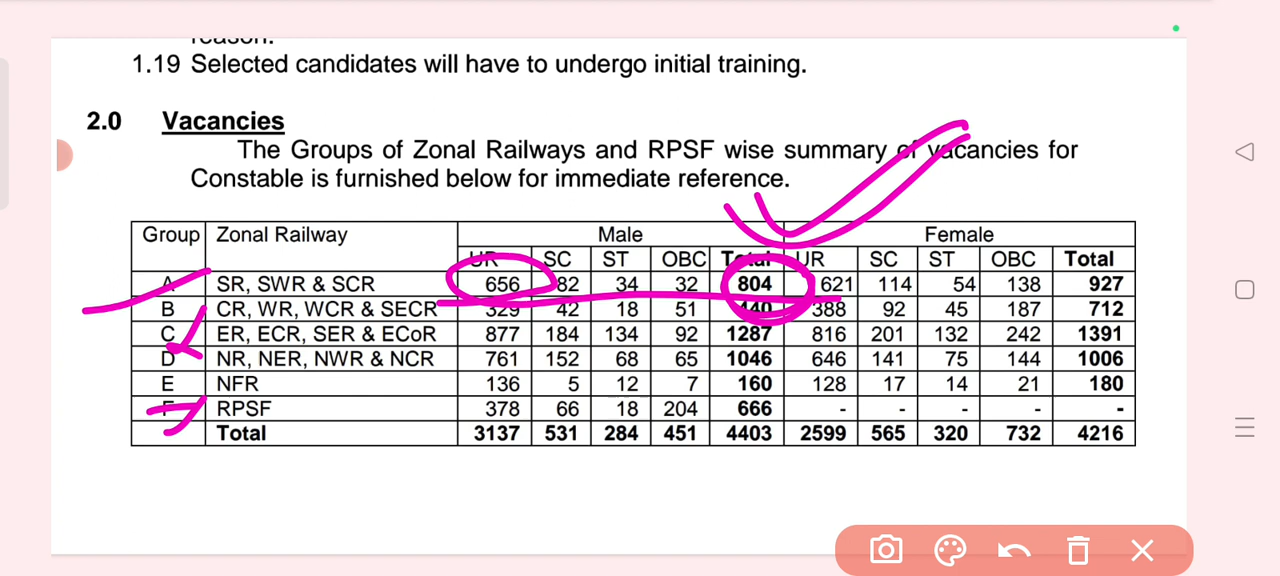 1.19 Selected candidates will have to undergo initial training.
2.0 Vacancies
The Groups of Zonal Railways and RPSF wise summary of vacancies for
Constable is furnished below for immediate reference.
Group Zonal Railway Male Female
UR SC ST OBC Total UR SC ST OBC Total
A SR, SWR & SCR 656 82 34 32 804 621 114 54 138 927
B CR, WR, WCR & SECR 329 42 18 51 440 388 92 45 187 712
C ER, ECR, SER & ECoR 877 184 134 92 1287 816 201 132 242 1391
D NR, NER, NWR & NCR 761 152 68 65 1046 646 141 75 144 1006
E NFR 136 5 12 7 160 128 17 14 21 180
F RPSF 378 66 18 204 666 - - - - -
Total 3137 531 284 451 4403 2599 565 320 732 4216